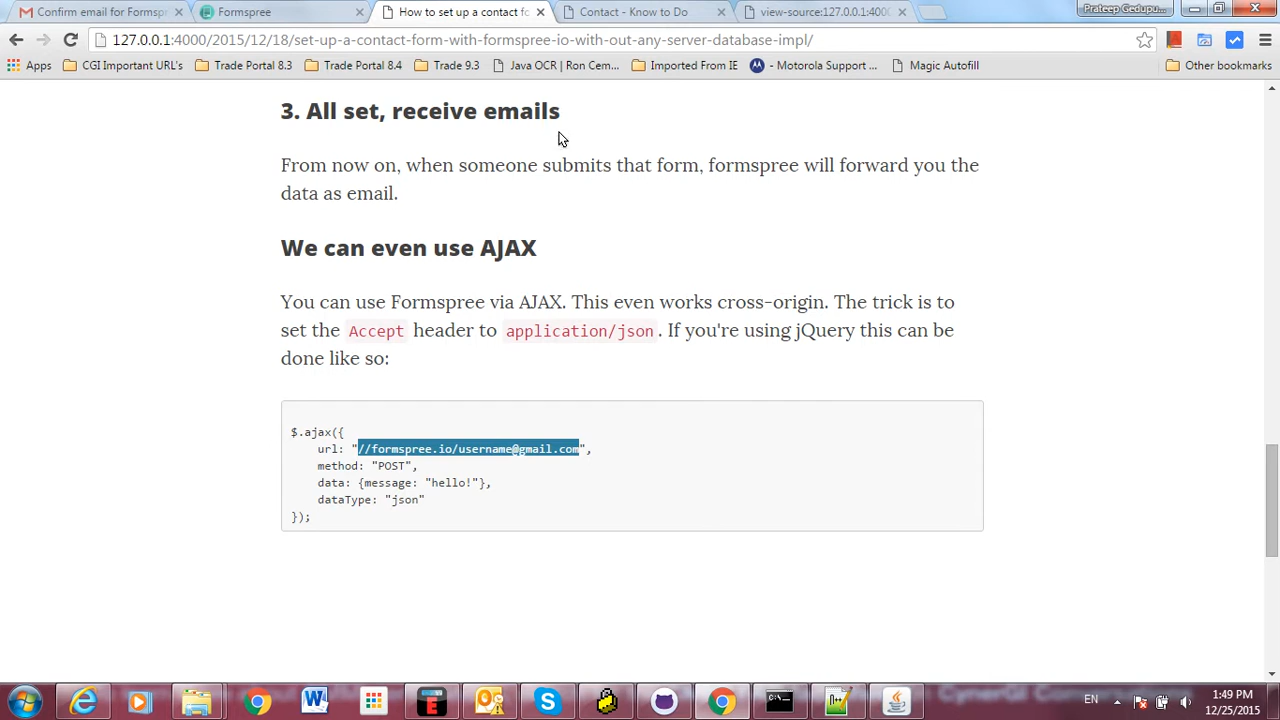 Confirm email for Formspr
Formspree
How to set up a contact fo
Contact - Know to Do
view-source:127.0.0.1:4000
Prateep Gedupu...
127.0.0.1:4000/2015/12/18/set-up-a-contact-form-with-formspree-io-with-out-any-server-database-impl/
Apps
CGI Important URL's
Trade Portal 8.3
Trade Portal 8.4
Trade 9.3
Java OCR | Ron Cem...
Imported From IE
- Motorola Support ...
Magic Autofill
Other bookmarks
3. All set, receive emails
From now on, when someone submits that form, formspree will forward you the
data as email.
We can even use AJAX
You can use Formspree via AJAX. This even works cross-origin. The trick is to
set the Accept header to application/json. If you're using jQuery this can be
done like so:
$.ajax({
url: "//formspree.io/username@gmail.com",
method: "POST",
data: {message: "hello!"},
dataType: "json"
});
EN
1:49 PM
12/25/2015